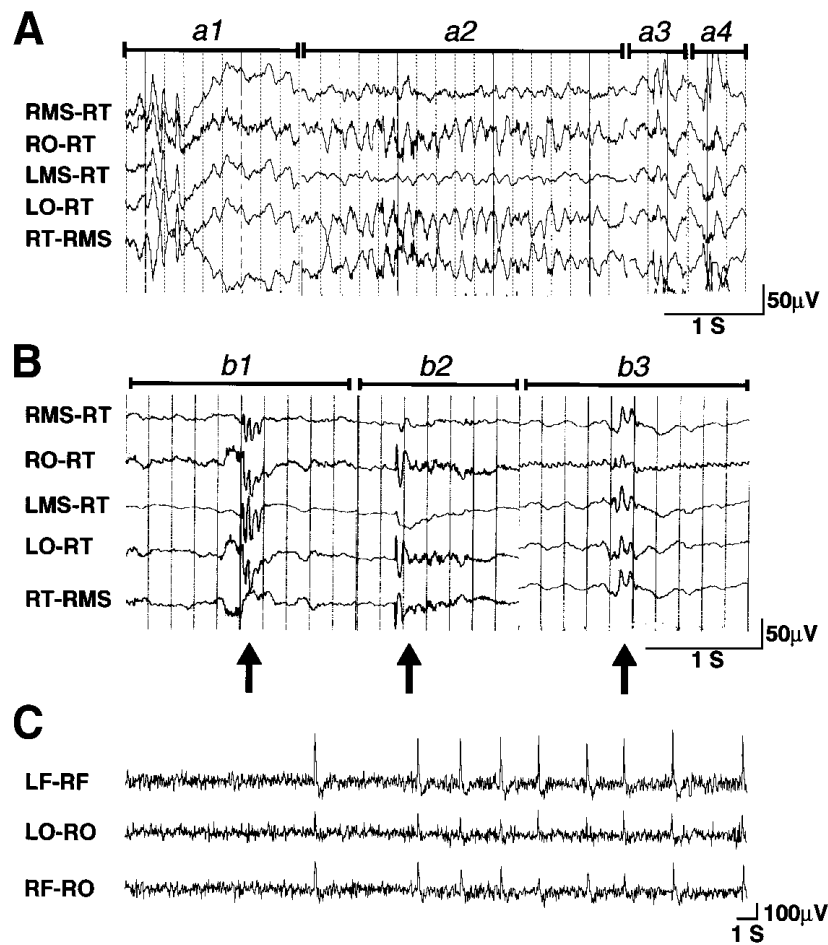 A
a1 a2 a3 a4
RMS-RT
RO-RT
LMS-RT
LO-RT
RT-RMS
50μV
1 S
B
b1 b2 b3
RMS-RT
RO-RT
LMS-RT
LO-RT
RT-RMS
50μV
1 S
C
LF-RF
LO-RO
RF-RO
100μV
1 S